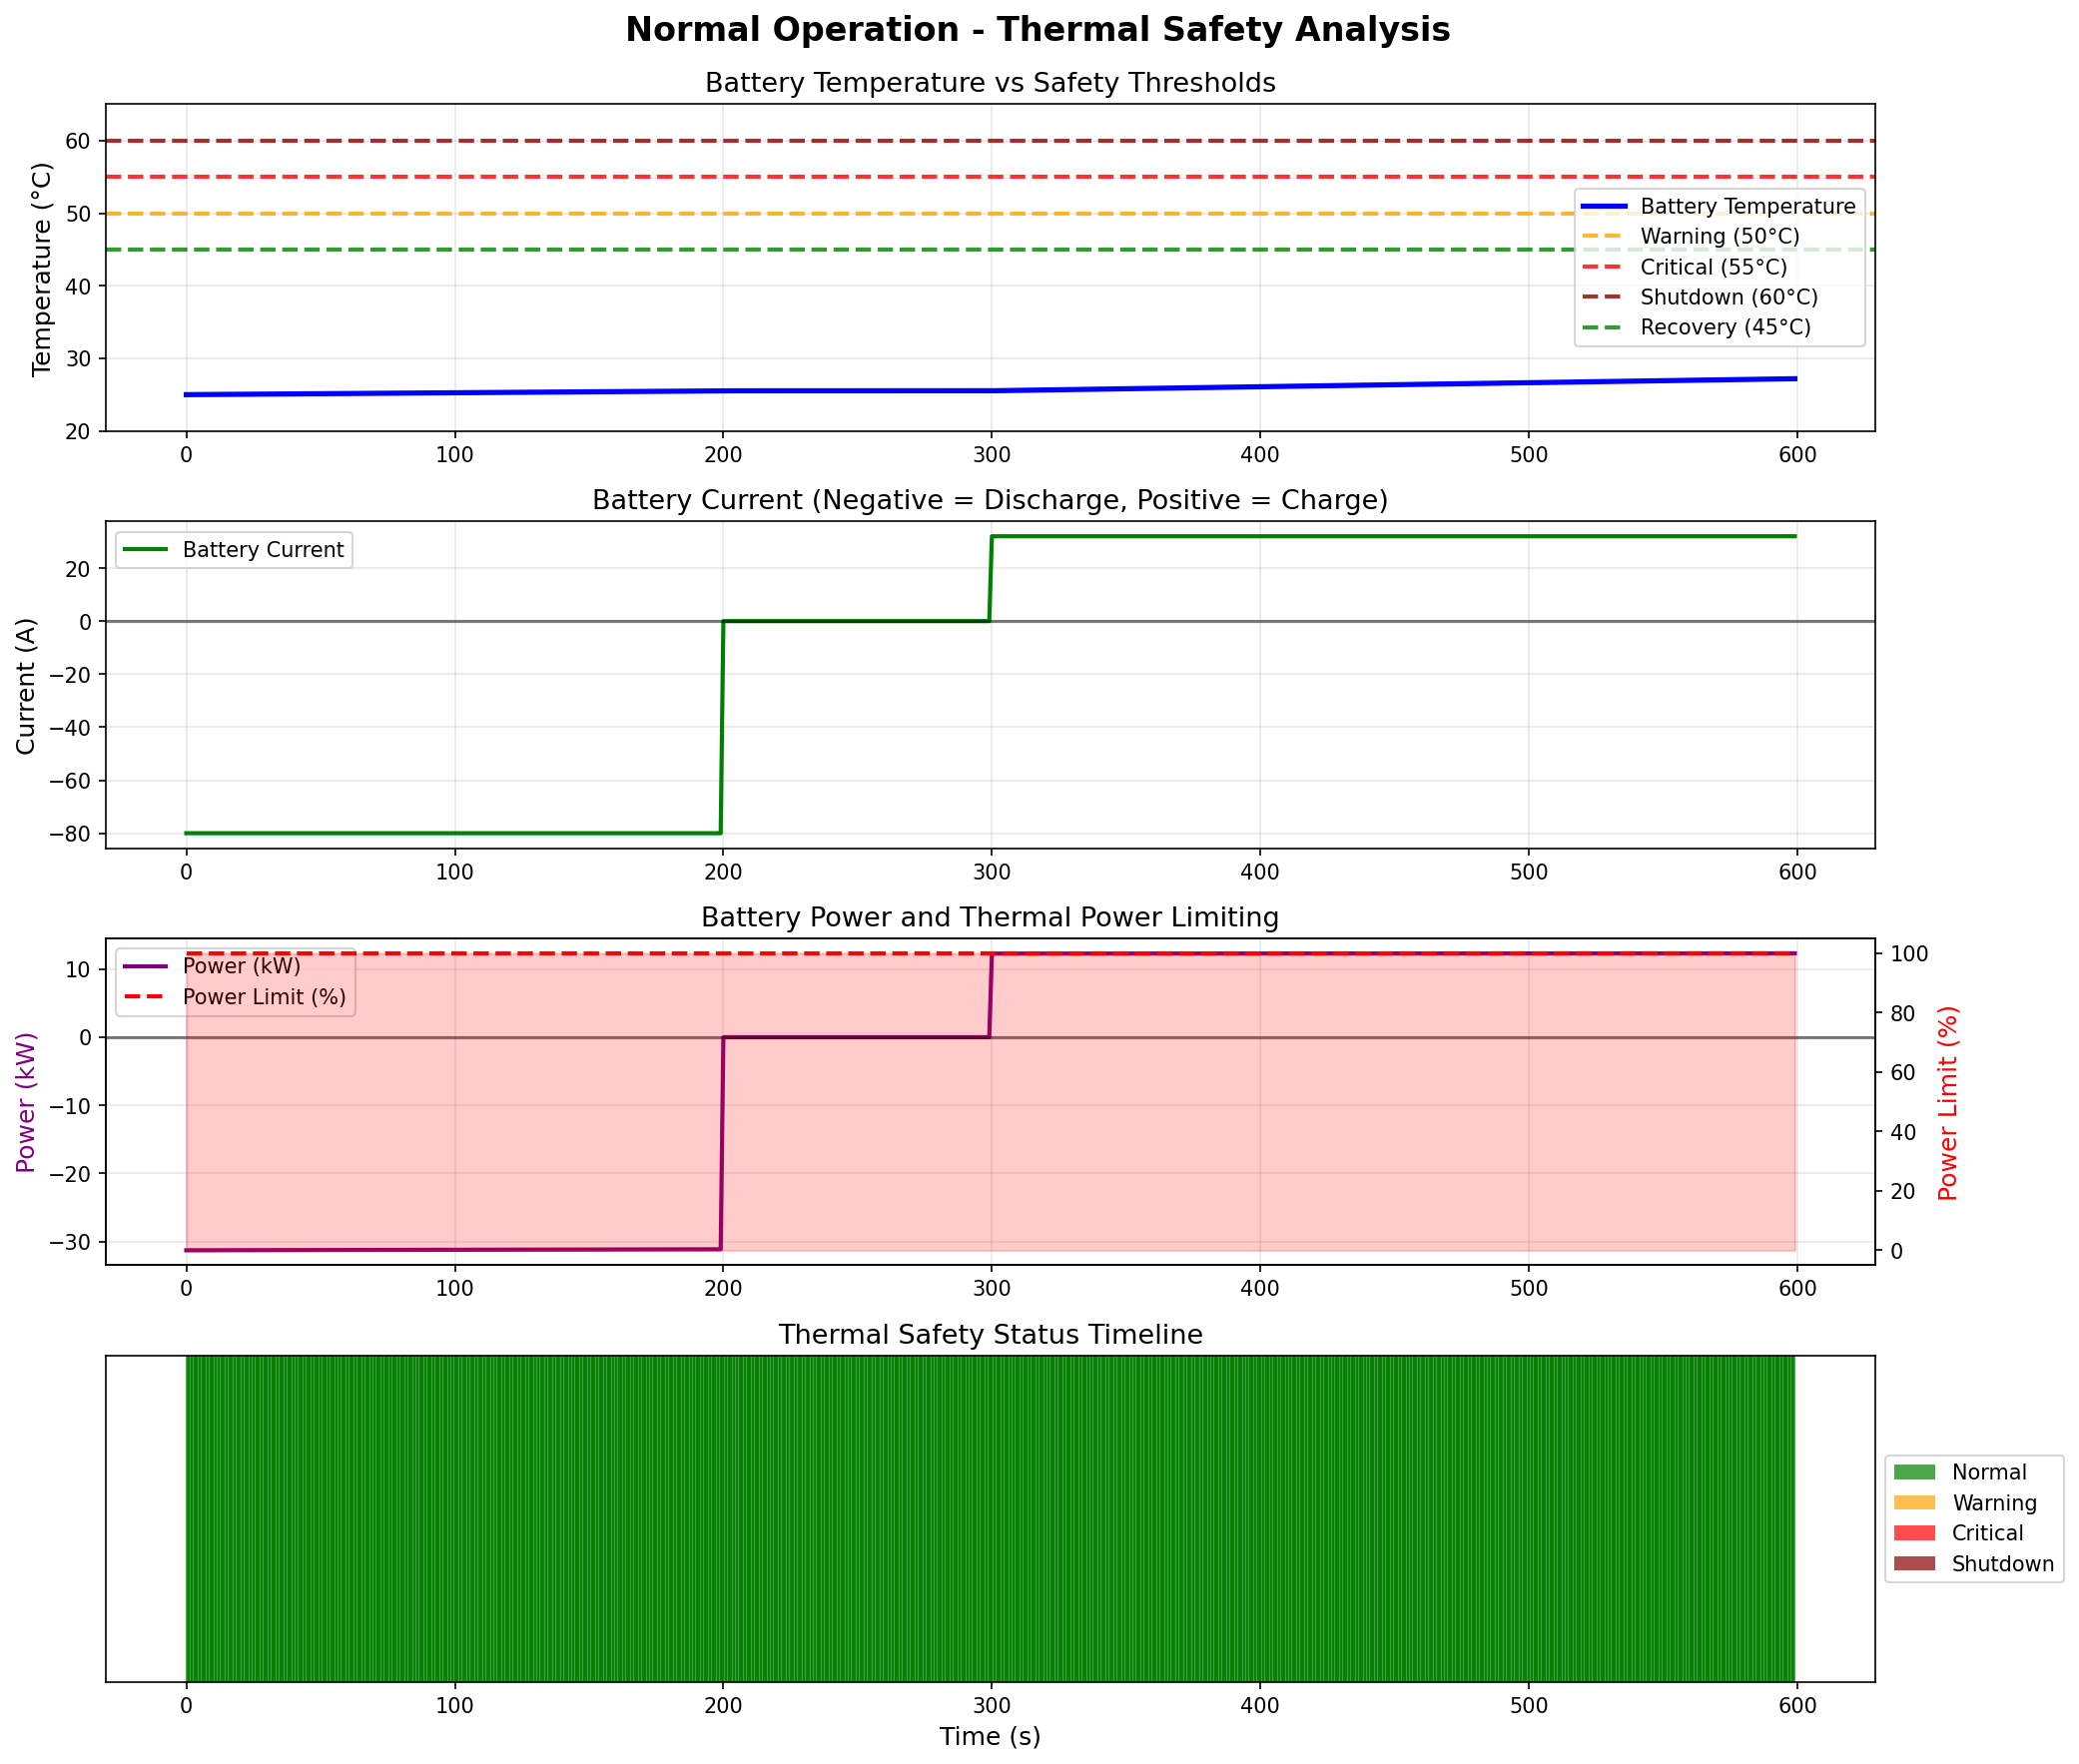 Normal Operation - Thermal Safety Analysis
Battery Temperature vs Safety Thresholds
Temperature (°C)
60
50
40
30
20
Battery Temperature
Warning (50°C)
Critical (55°C)
Shutdown (60°C)
Recovery (45°C)
0 100 200 300 400 500 600
Battery Current (Negative = Discharge, Positive = Charge)
Current (A)
Battery Current
20
0
−20
−40
−60
−80
0 100 200 300 400 500 600
Battery Power and Thermal Power Limiting
Power (kW)
Power (kW)
Power Limit (%)
10
0
−10
−20
−30
100
80
60
40
20
0
Power Limit (%)
0 100 200 300 400 500 600
Thermal Safety Status Timeline
Normal
Warning
Critical
Shutdown
0 100 200 300 400 500 600
Time (s)